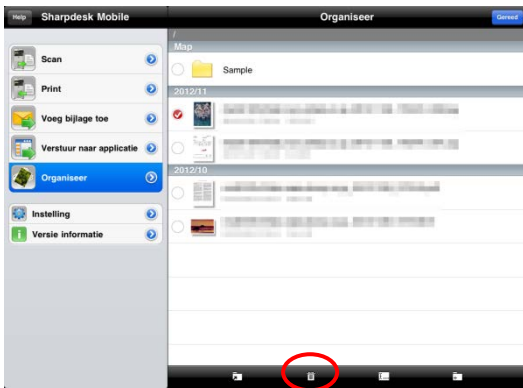 Help
Sharpdesk Mobile
Organiseer
Gereed
/
Scan
Print
Voeg bijlage toe
Verstuur naar applicatie
Organiseer
Instelling
Versie informatie
Map
Sample
2012/11
2012/10